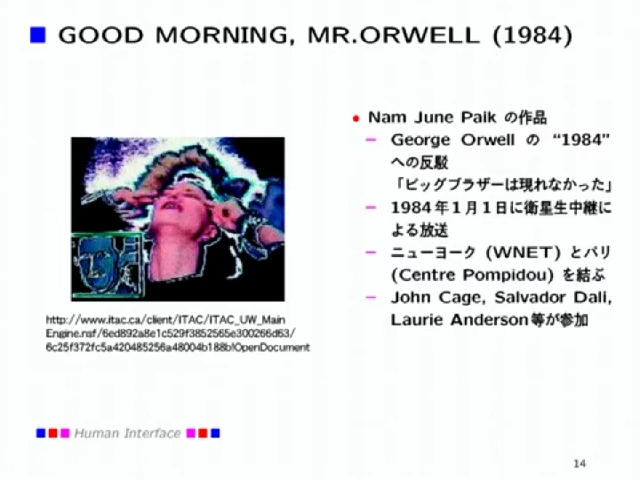 GOOD MORNING, MR.ORWELL (1984)
Nam June Paik の作品
George Orwell の “1984”
への反駁
「ビッグブラザーは現れなかった」
1984年1月1日に衛星生中継に
よる放送
ニューヨーク (WNET) とパリ
(Centre Pompidou) を結ぶ
John Cage, Salvador Dali,
Laurie Anderson等が参加
http://www.itac.ca/client/ITAC/ITAC_UW_Main
Engine.nsf/6ed892a8e1c529f3852565e300266d63/
6c25f372fc5a420485256a48004b188b!OpenDocument
Human Interface
14